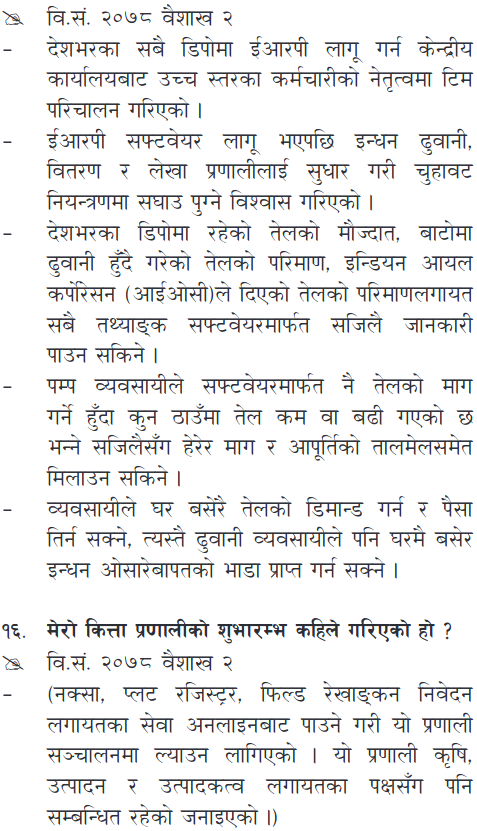 वि.सं. २०७८ वैशाख २
– देशभरका सबै डिपोमा ईआरपी लागू गर्न केन्द्रीय
कार्यालयबाट उच्च स्तरका कर्मचारीको नेतृत्वमा टिम
परिचालन गरिएको ।
– ईआरपी सफ्टवेयर लागू भएपछि इन्धन ढुवानी,
वितरण र लेखा प्रणालीलाई सुधार गरी चुहावट
नियन्त्रणमा सघाउ पुग्ने विश्वास गरिएको ।
– देशभरका डिपोमा रहेको तेलको मौज्दात, बाटोमा
ढुवानी हुँदै गरेको तेलको परिमाण, इन्डियन आयल
कर्पोरेसन (आईओसी)ले दिएको तेलको परिमाणलगायत
सबै तथ्याङ्क सफ्टवेयरमार्फत सजिलै जानकारी
पाउन सकिने ।
– पम्प व्यवसायीले सफ्टवेयरमार्फत नै तेलको माग
गर्ने हुँदा कुन ठाउँमा तेल कम वा बढी गएको छ
भन्ने सजिलैसँग हेरेर माग र आपूर्तिको तालमेलसमेत
मिलाउन सकिने ।
– व्यवसायीले घर बसेरै तेलको डिमान्ड गर्न र पैसा
तिर्न सक्ने, त्यस्तै ढुवानी व्यवसायीले पनि घरमै बसेर
इन्धन ओसारेबापतको भाडा प्राप्त गर्न सक्ने ।
१६. मेरो कित्ता प्रणालीको शुभारम्भ कहिले गरिएको हो ?
वि.सं. २०७८ वैशाख २
– (नक्सा, प्लट रजिस्ट्रर, फिल्ड रेखाङ्कन निवेदन
लगायतका सेवा अनलाइनबाट पाउने गरी यो प्रणाली
सञ्चालनमा ल्याउन लागिएको । यो प्रणाली कृषि,
उत्पादन र उत्पादकत्व लगायतका पक्षसँग पनि
सम्बन्धित रहेको जनाइएको ।)